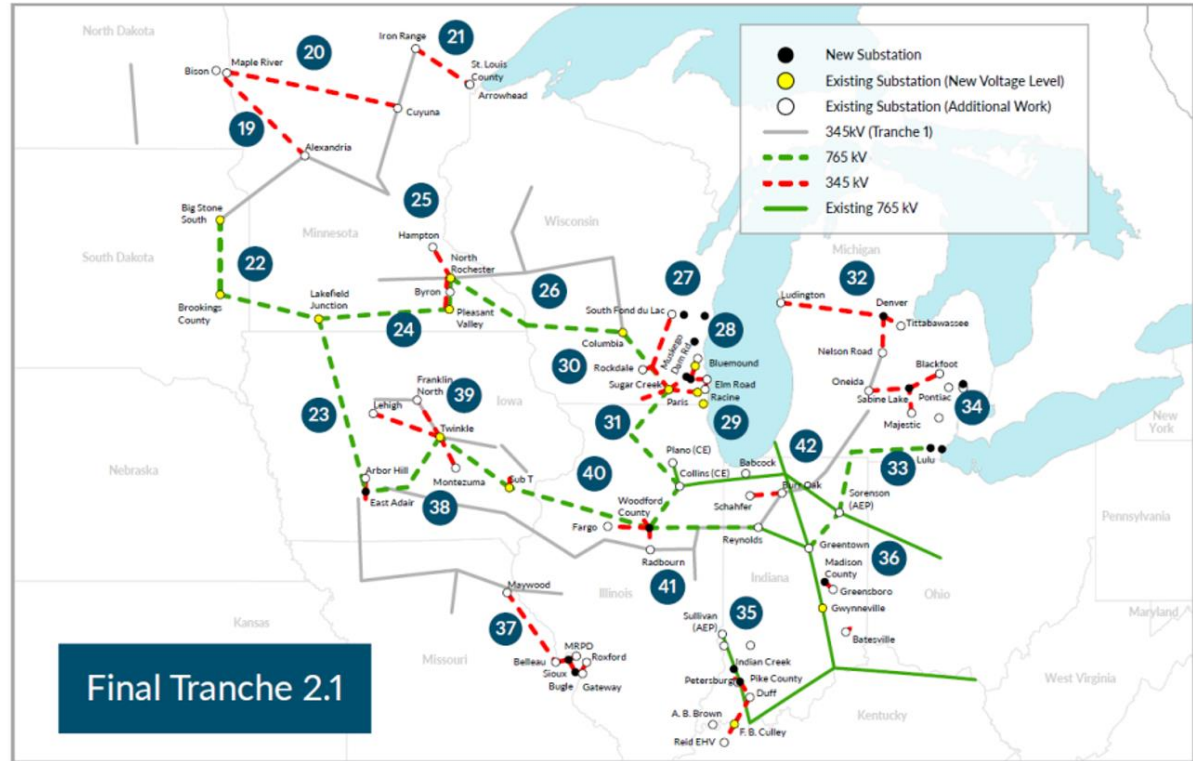 North Dakota
20
Iron Range
21
Bison
Maple River
St. Louis
County
Arrowhead
Cuyuna
19
Alexandria
New Substation
Existing Substation (New Voltage Level)
Existing Substation (Additional Work)
345kV (Tranche 1)
765 kV
345 kV
Existing 765 kV
Big Stone
South
Minnesota
25
Hampton
Wisconsin
Michigan
South Dakota
22
North
Rochester
Byron
26
27
32
Brookings
County
Lakefield
Junction
24
Pleasant
Valley
South Fond du Lac
Columbia
28
Ludington
Denver
Tittabawassee
Muskego
Dam Rd
Bluemound
Nelson Road
30
Rockdale
Sugar Creek
Elm Road
Paris
Racine
Oneida
Blackfoot
Sabine Lake
Pontiac
34
Majestic
New
York
Franklin
North
39
Iowa
Lehigh
23
31
29
Twinkle
Plano (CE)
Collins (CE)
Babcock
42
33
Lulu
Nebraska
Arbor Hill
East Adair
Montezuma
Sub T
40
Woodford
County
Schahfer
Burr Oak
Sorenson
(AEP)
Pennsylvania
38
Fargo
Radbourn
Reynolds
Greentown
36
Madison
County
Greensboro
Ohio
Maywood
Illinois
41
Indiana
Gwynneville
Maryland
Kansas
37
Sullivan
(AEP)
35
Batesville
Missouri
Belleau
MRPD
Roxford
Sioux
Bugle
Gateway
Indian Creek
Petersburg
Pike County
Duff
West Virginia
A. B. Brown
F. B. Culley
Reid EHV
Kentucky
Final Tranche 2.1